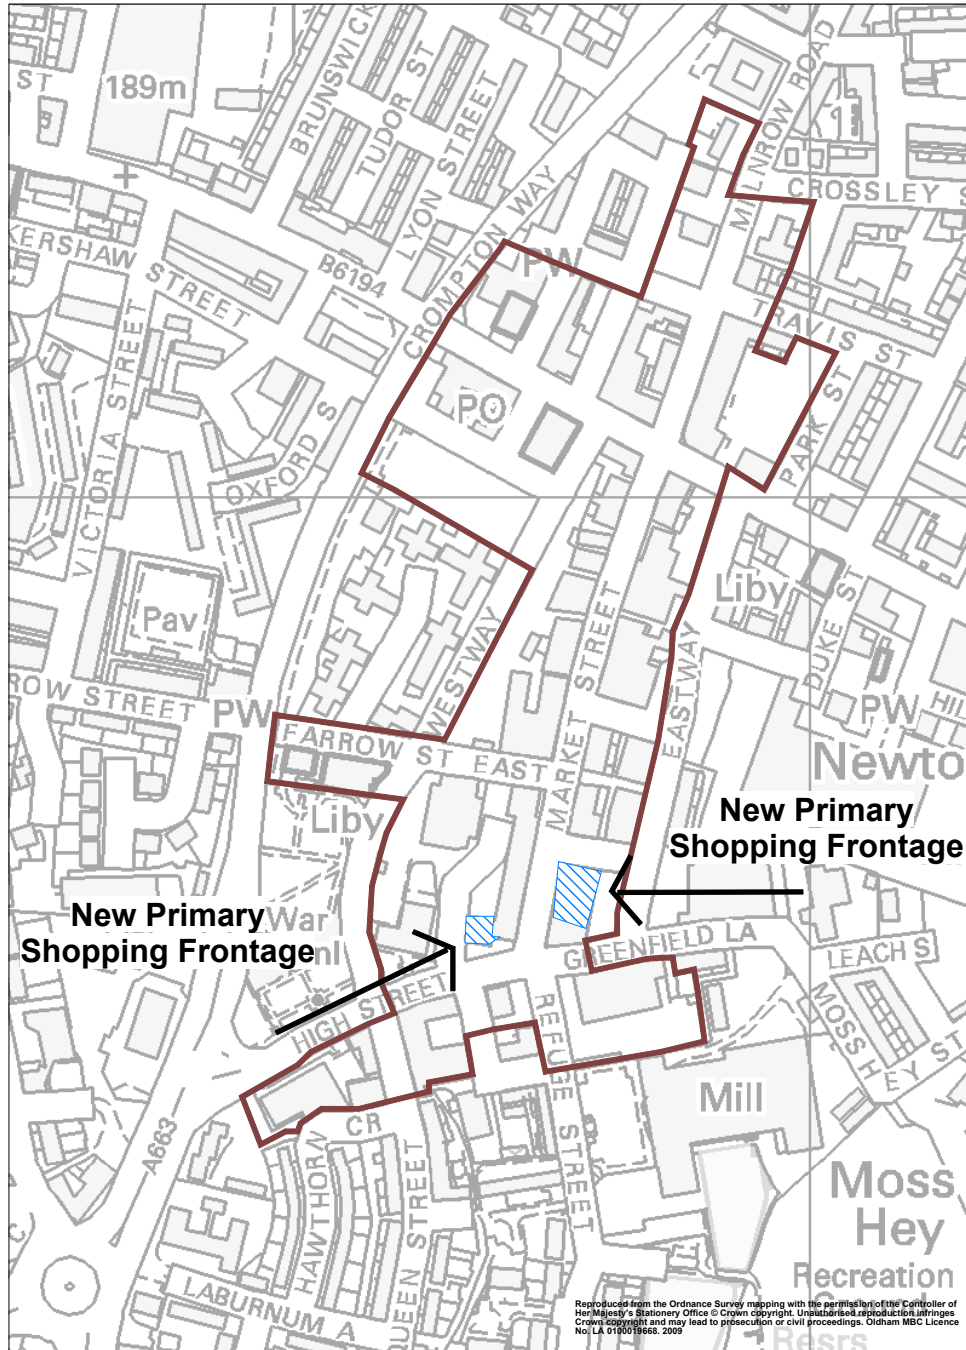 ST
189m
BRUNSWICK
TUDOR ST
LYON STREET
MILNROW ROAD
CROSSLEY S
KERSHAW STREET
B6194
CROMPTON WAY
PW
TRAVIS ST
VICTORIA STREET
OXFORD S
PO
PARK ST
Pav
WESTWAY
MARKET STREET
EASTWAY
Liby
DUKE S
ROW STREET
PW
FARROW ST EAST
PW
HIL
Newto
Liby
New Primary
Shopping Frontage
New Primary
Shopping Frontage
War
HIGH STREET
GREENFIELD LA
LEACH S
REFUSE STREET
MOSS HEY ST
Mill
A663
HAWTHORN
CR
QUEEN STREET
LABURNUM A
Moss
Hey
Recreation
Ground
Resrs
Reproduced from the Ordnance Survey mapping with the permission of the Controller of
Her Majesty's Stationery Office © Crown copyright. Unauthorised reproduction infringes
Crown copyright and may lead to prosecution or civil proceedings. Oldham MBC Licence
No. LA 0100019668. 2009